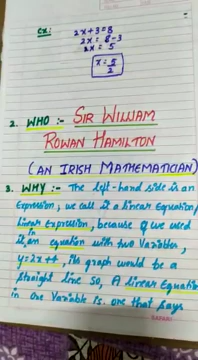 Ex:
2x+3=8
2x = 8-3
2x = 5
x = 5
2
2. WHO :- SIR WILLIAM
ROWAN HAMILTON
(AN IRISH MATHEMATICIAN)
3. WHY :- The left-hand side is an
Expression, we call it a linear Equation/
Linear Expression, because if we used
in
it, an equation with two Variables,
its graph would be a
straight line so, A linear Equation
in one variable is one that says